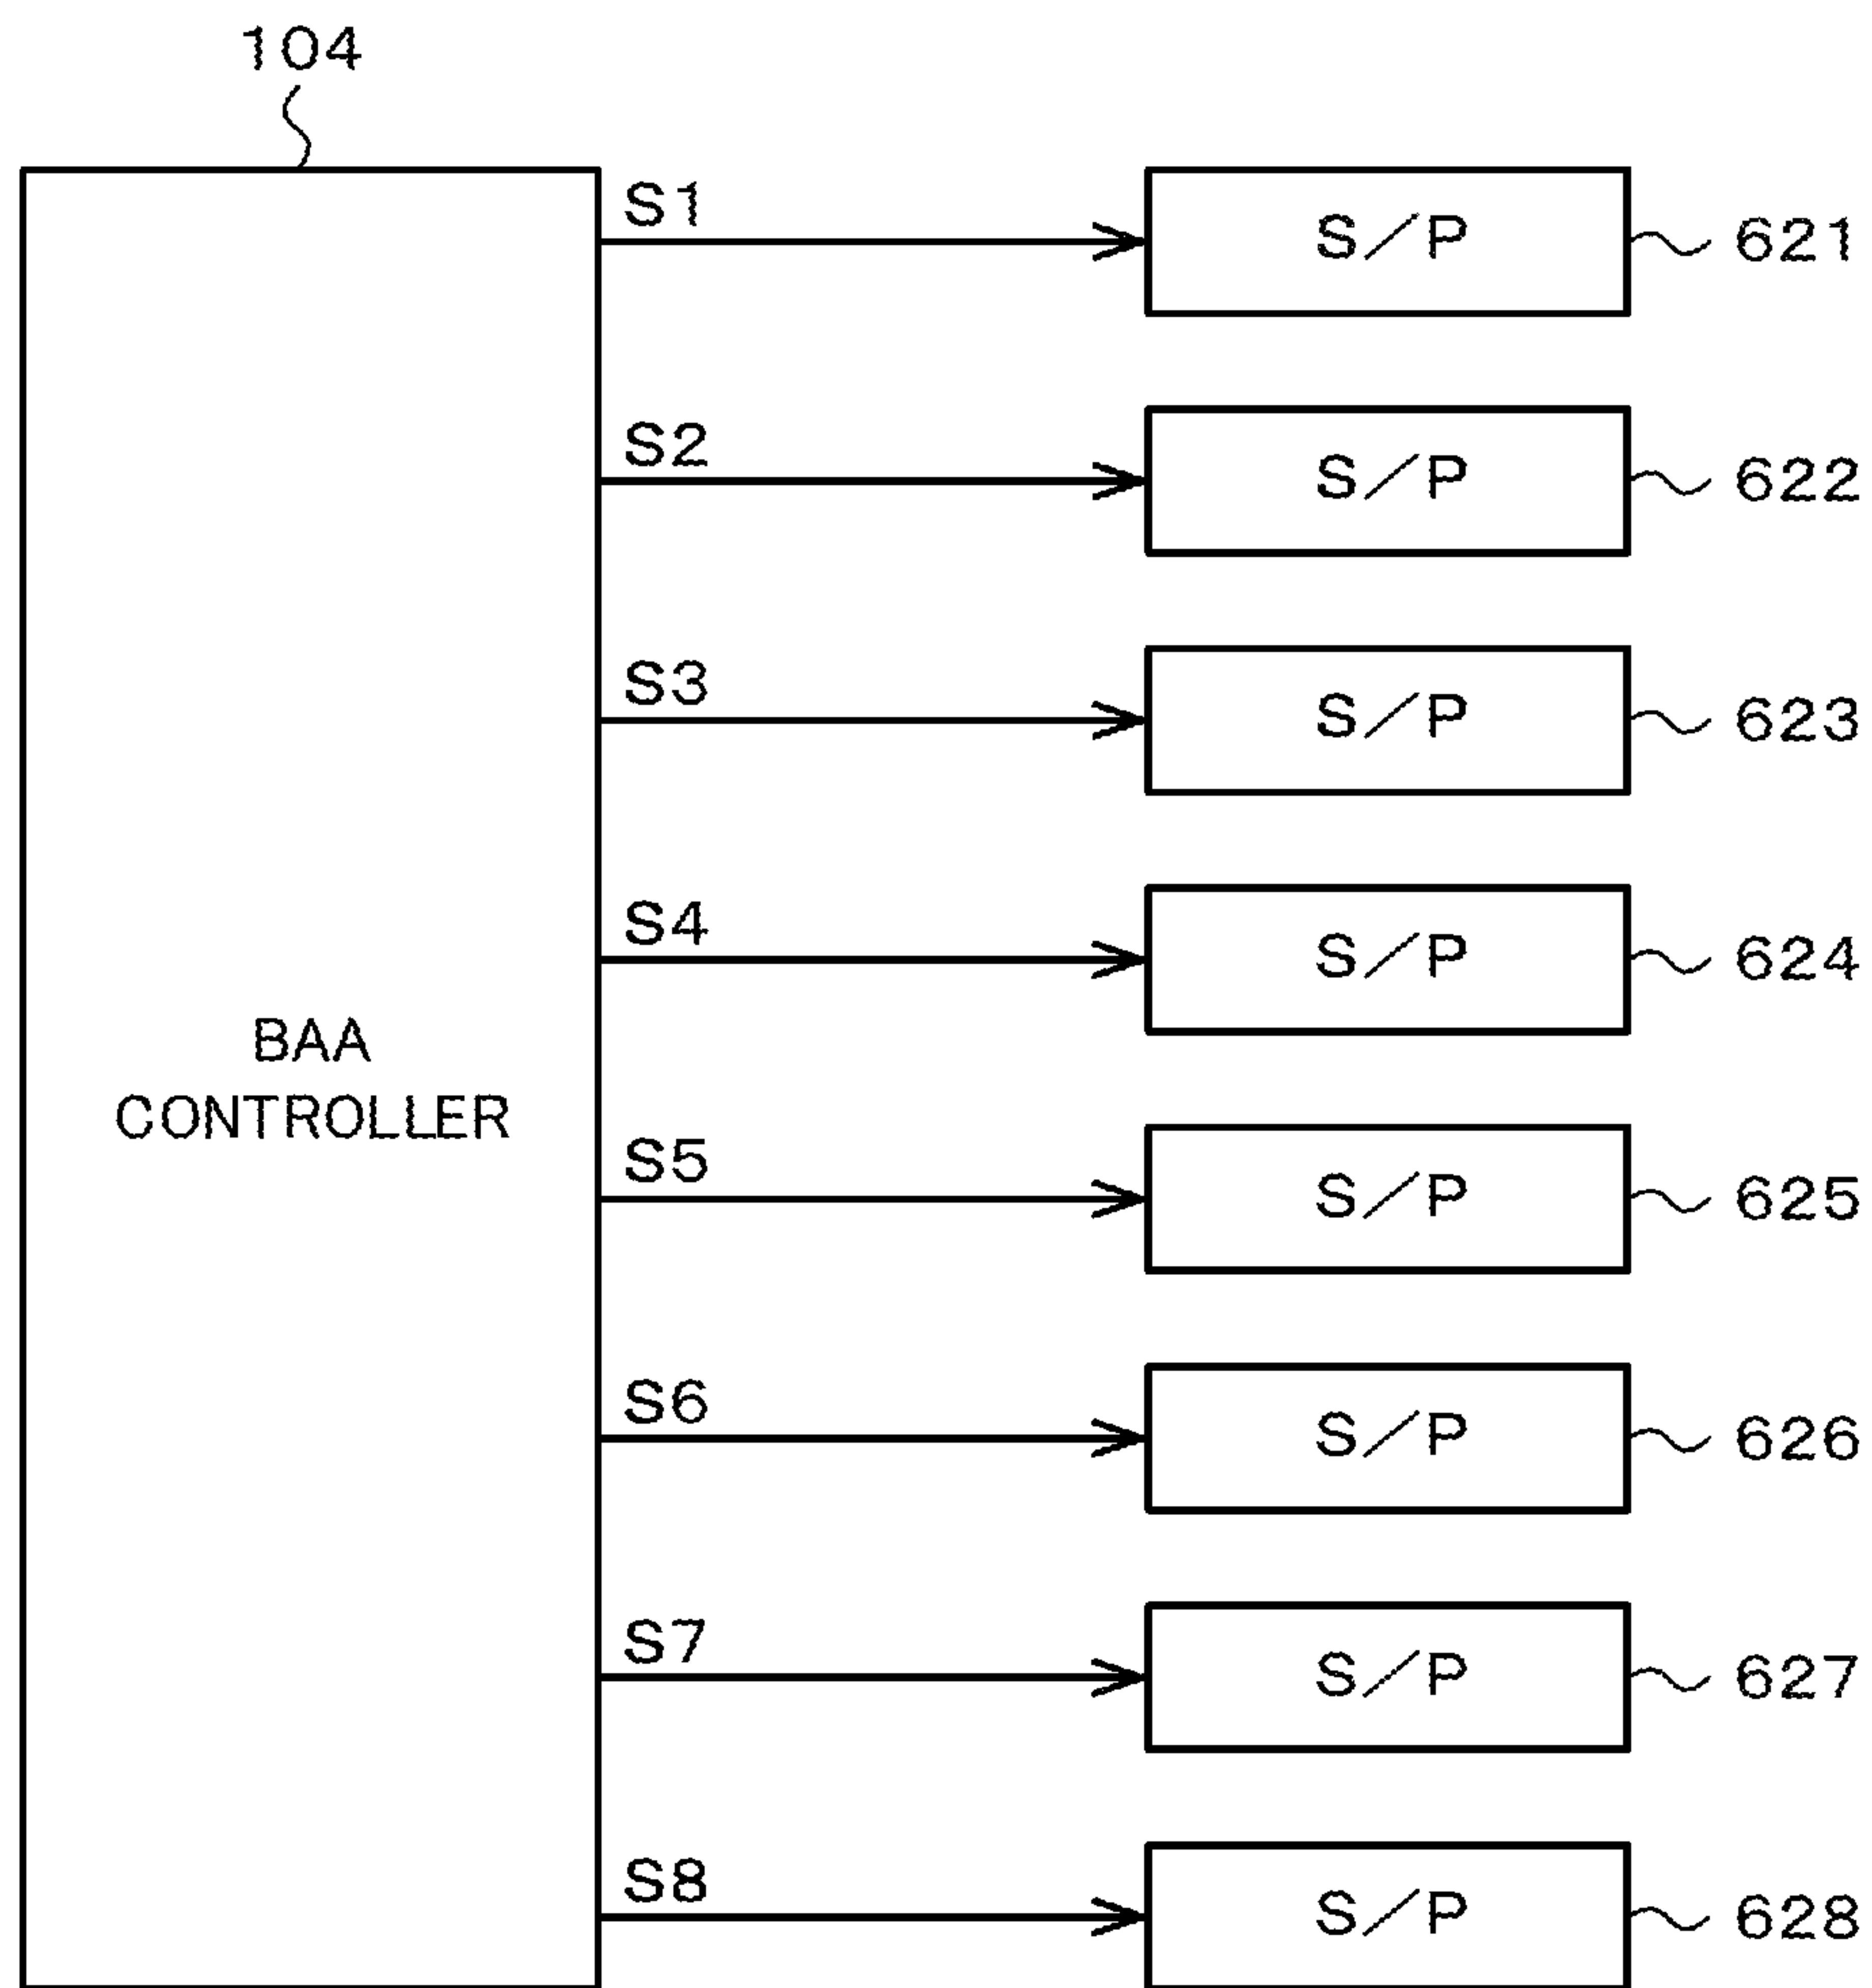 104
S1
S/P
621
S2
S/P
622
S3
S/P
623
S4
S/P
624
BAA
CONTROLLER
S5
S/P
625
S6
S/P
626
S7
S/P
627
S8
S/P
628